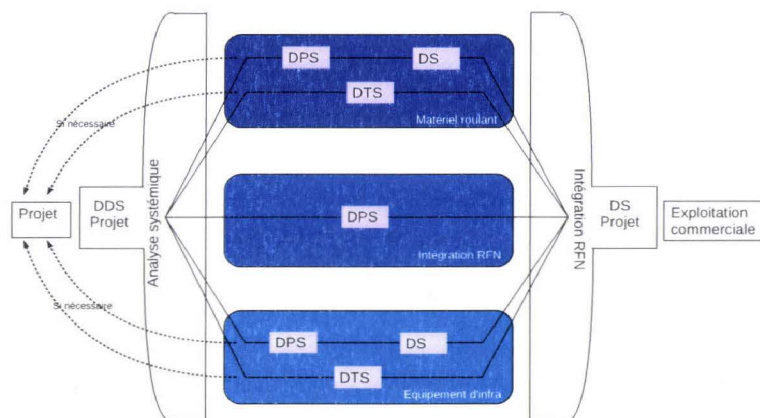 DPS
DS
DTS
Matériel roulant
Si nécessaire
Projet
DDS
Projet
Analyse systémique
DPS
Intégration RFN
Intégration RFN
DS
Projet
Exploitation
commerciale
Si nécessaire
DPS
DS
DTS
Equipement d'infra